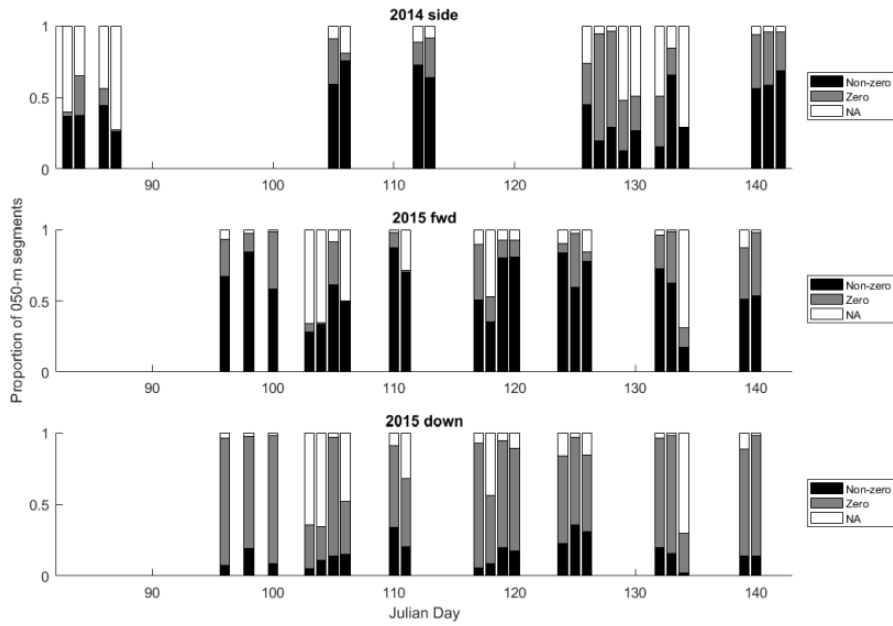 2014 side
1
0.5
0
90
100
110
120
130
140
Non-zero
Zero
NA
2015 fwd
1
0.5
0
90
100
110
120
130
140
Non-zero
Zero
NA
Proportion of 050-m segments
2015 down
1
0.5
0
90
100
110
120
130
140
Non-zero
Zero
NA
Julian Day